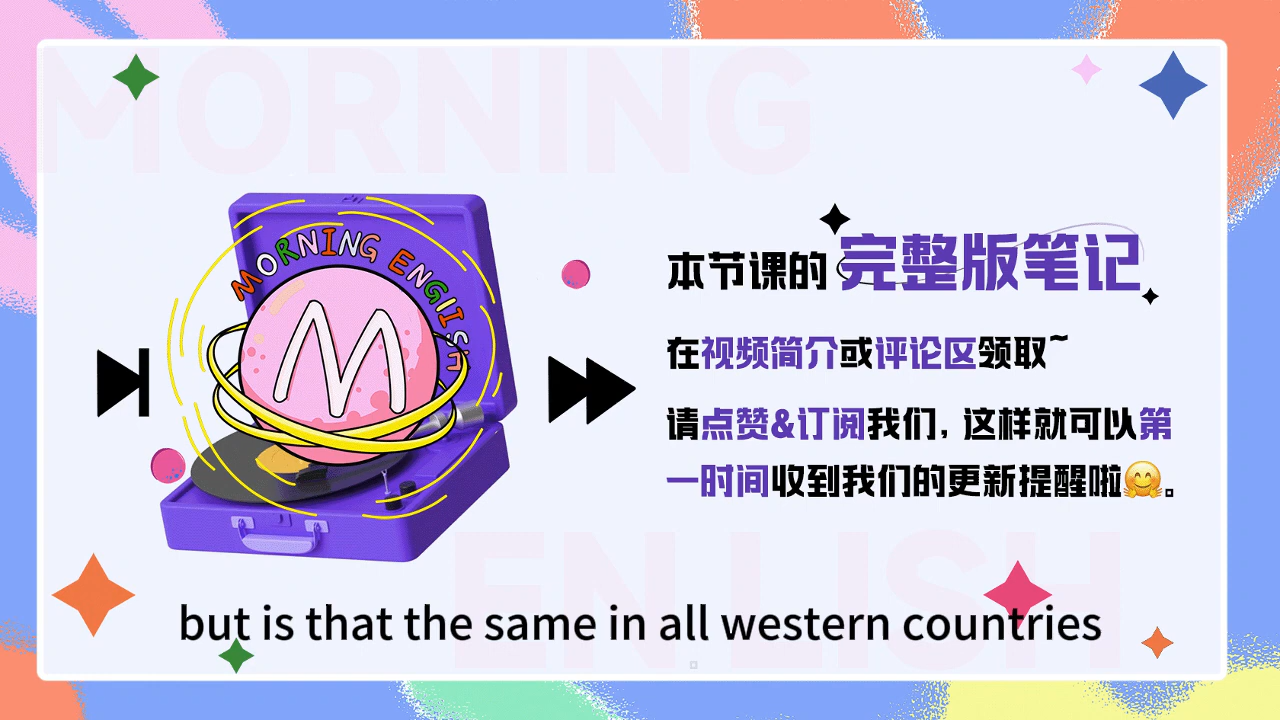 MORNING
MORNING ENGlISH
M
本节课的 完整版笔记
在视频简介或评论区领取~
请点赞&订阅我们, 这样就可以第
一时间收到我们的更新提醒啦🤗。
EN LISH
but is that the same in all western countries